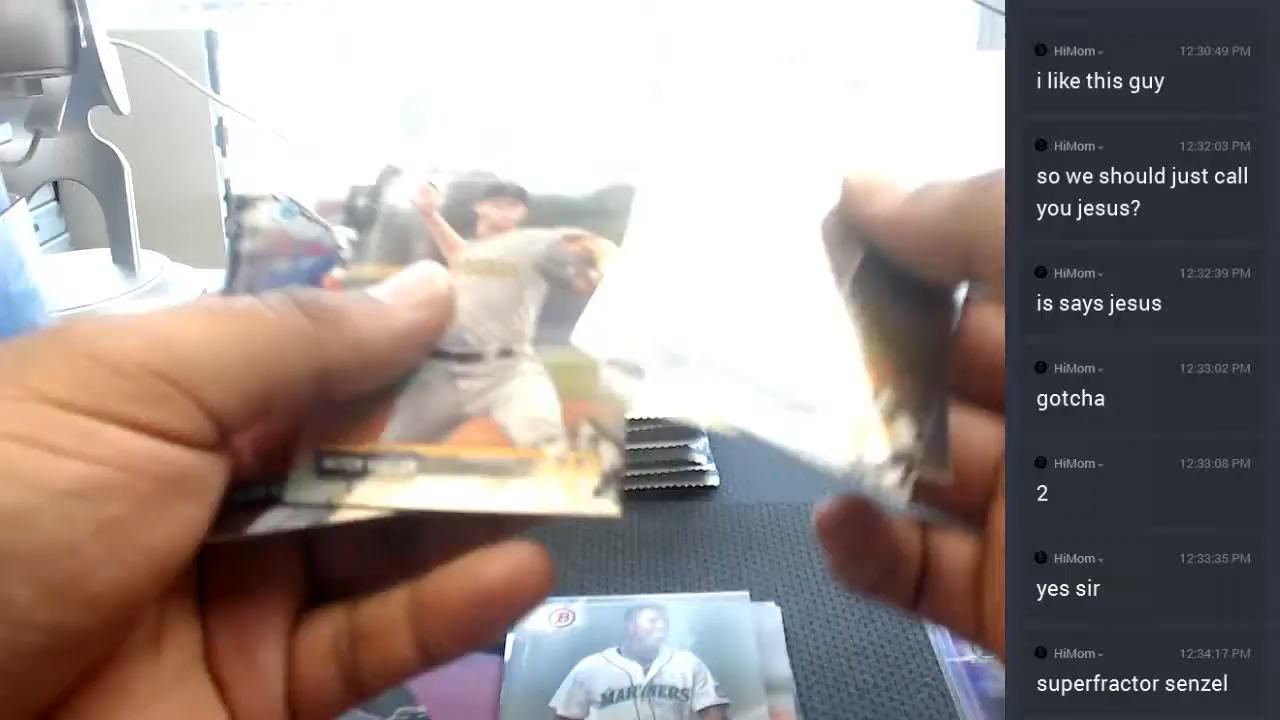 HiMom
12:30:49 PM
i like this guy
HiMom
12:32:03 PM
so we should just call
you jesus?
HiMom
12:32:39 PM
is says jesus
HiMom
12:33:02 PM
gotcha
HiMom
12:33:08 PM
2
HiMom
12:33:35 PM
yes sir
HiMom
12:34:17 PM
superfractor senzel
B
MARINERS